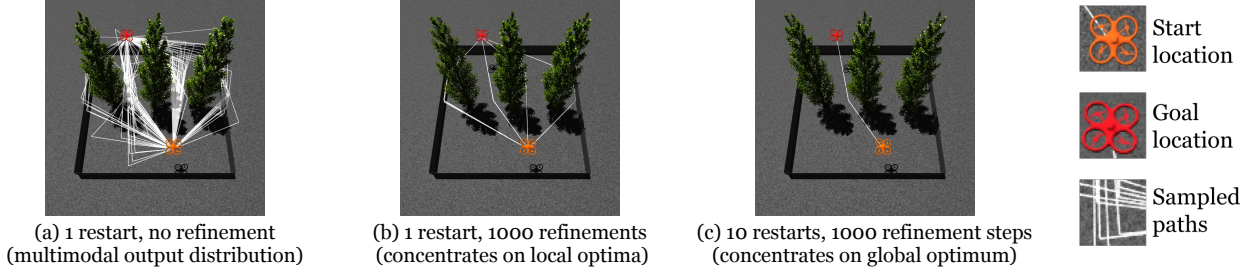 (a) 1 restart, no refinement
(multimodal output distribution)
(b) 1 restart, 1000 refinements
(concentrates on local optima)
(c) 10 restarts, 1000 refinement steps
(concentrates on global optimum)
Start
location
Goal
location
Sampled
paths